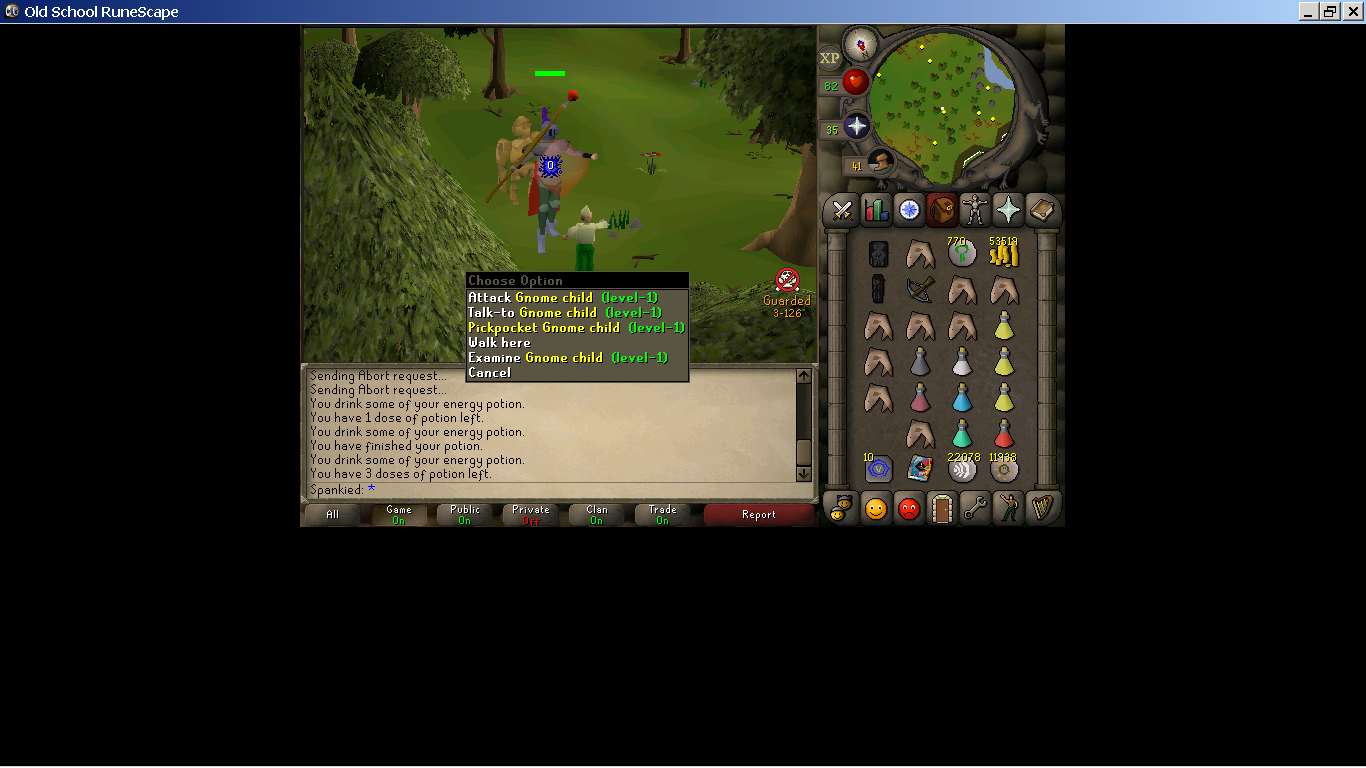 Old School RuneScape
XP
82
35
41
0
770
53519
Choose Option
Attack Gnome child (level-1)
Talk-to Gnome child (level-1)
Pickpocket Gnome child (level-1)
Walk here
Examine Gnome child (level-1)
Cancel
Guarded
3-126
Sending Abort request...
Sending Abort request...
You drink some of your energy potion.
You have 1 dose of potion left.
You drink some of your energy potion.
You have finished your potion.
You drink some of your energy potion.
You have 3 doses of potion left.
Spankied: *
10
22078
11938
All
Game
On
Public
On
Private
Off
Clan
On
Trade
On
Report